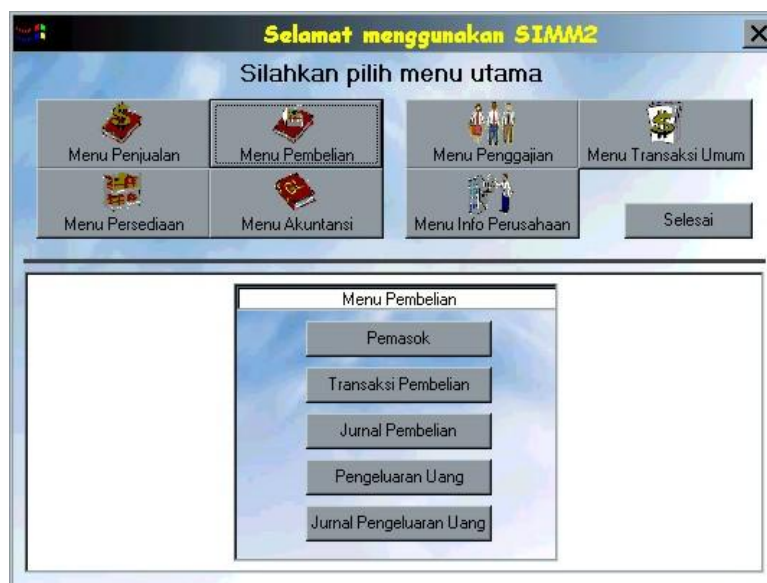 Selamat menggunakan SIMM2
Silahkan pilih menu utama
Menu Penjualan
Menu Pembelian
Menu Penggajian
Menu Transaksi Umum
Menu Persediaan
Menu Akuntansi
Menu Info Perusahaan
Selesai
Menu Pembelian
Pemasok
Transaksi Pembelian
Jurnal Pembelian
Pengeluaran Uang
Jurnal Pengeluaran Uang